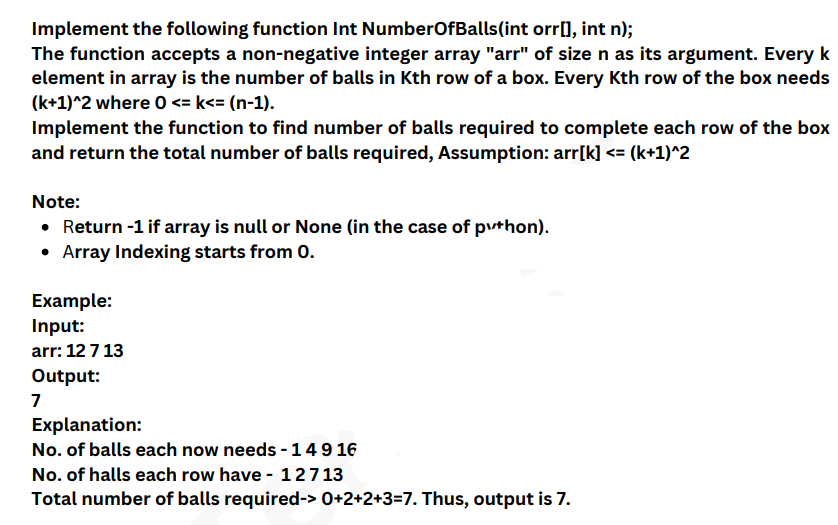 Implement the following function Int NumberOfBalls(int orr[], int n);
The function accepts a non-negative integer array "arr" of size n as its argument. Every k
element in array is the number of balls in Kth row of a box. Every Kth row of the box needs
(k+1)^2 where 0 <= k<= (n-1).
Implement the function to find number of balls required to complete each row of the box
and return the total number of balls required, Assumption: arr[k] <= (k+1)^2
Note:
• Return -1 if array is null or None (in the case of python).
• Array Indexing starts from 0.
Example:
Input:
arr: 12 7 13
Output:
7
Explanation:
No. of balls each now needs - 1 4 9 16
No. of halls each row have - 1 2 7 13
Total number of balls required-> 0+2+2+3=7. Thus, output is 7.